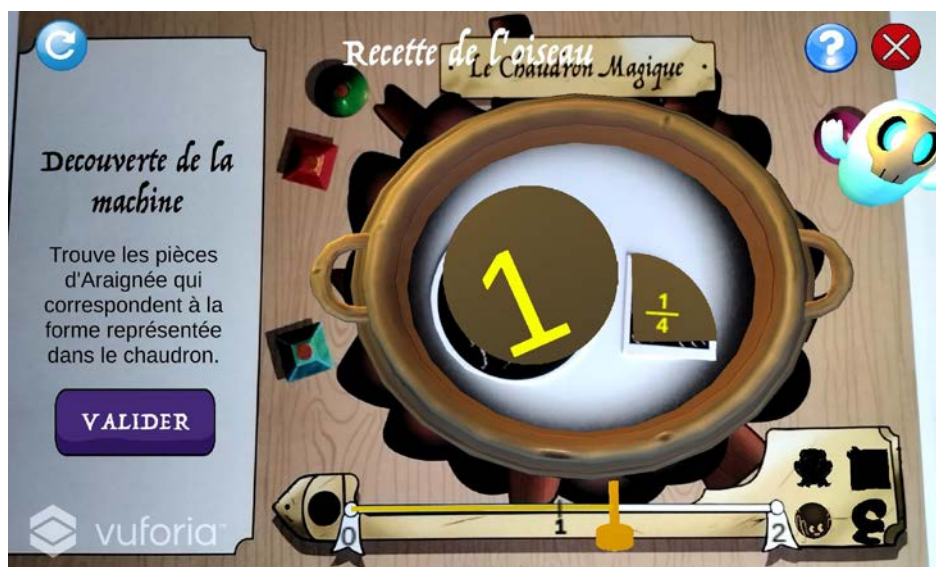 Recette de l'oiseau
· Le Chaudron Magique ·
Decouverte de la
machine
Trouve les pièces
d'Araignée qui
correspondent à la
forme représentée
dans le chaudron.
VALIDER
1
1
4
?
0
1
2
vuforia™